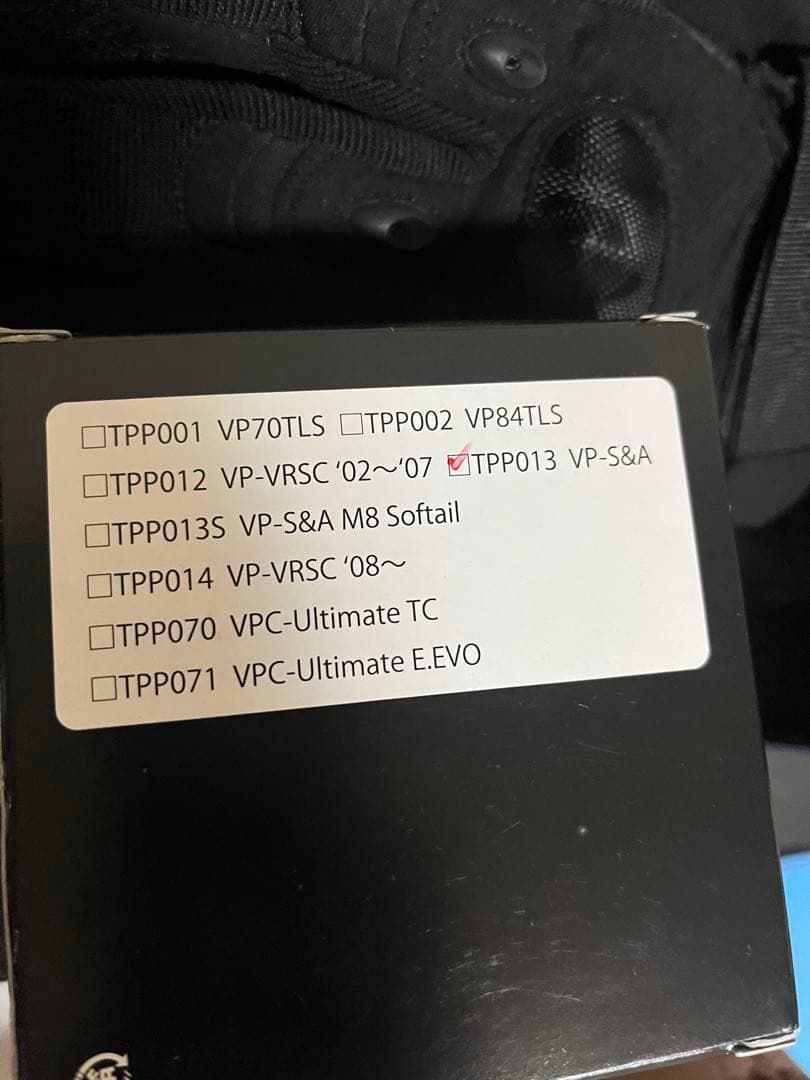 □TPP001 VP70TLS □TPP002 VP84TLS
□TPP012 VP-VRSC ‘02～‘07 ☑TPP013 VP-S&A
□TPP013S VP-S&A M8 Softail
□TPP014 VP-VRSC ‘08～
□TPP070 VPC-Ultimate TC
□TPP071 VPC-Ultimate E.EVO